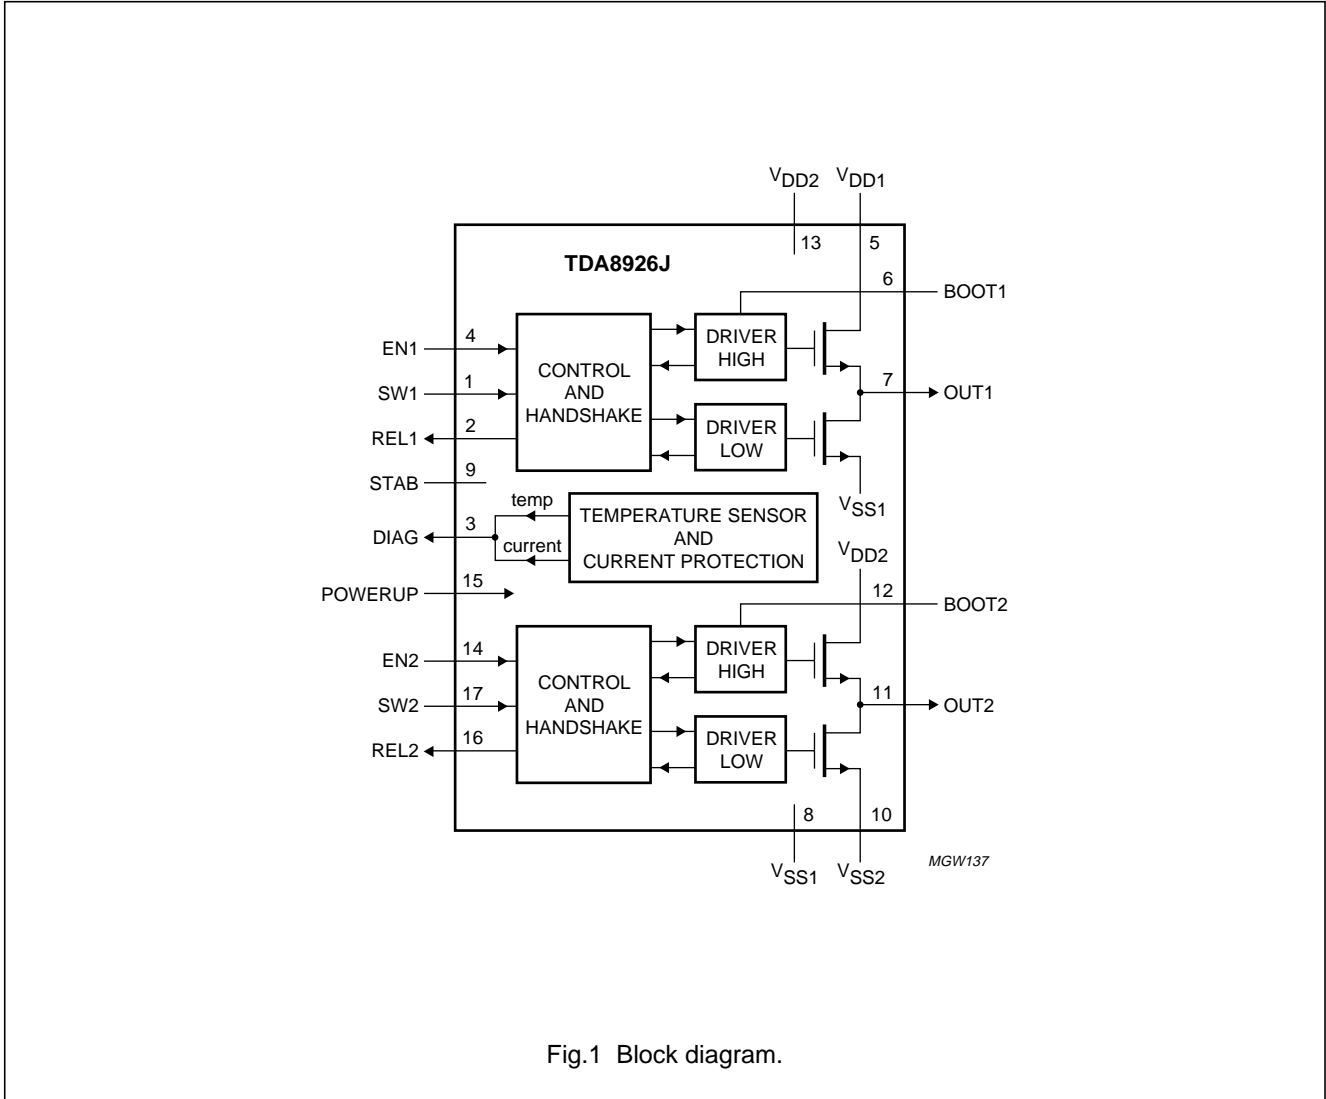 VDD2 VDD1
13 5
TDA8926J
6 BOOT1
EN1 4
CONTROL
AND
HANDSHAKE
DRIVER
HIGH
SW1 1
7 OUT1
REL1 2
DRIVER
LOW
STAB 9
VSS1
temp
TEMPERATURE SENSOR
AND
CURRENT PROTECTION
DIAG 3
current
VDD2
POWERUP 15
12 BOOT2
EN2 14
CONTROL
AND
HANDSHAKE
DRIVER
HIGH
SW2 17
11 OUT2
REL2 16
DRIVER
LOW
8 10
VSS1 VSS2
MGW137
Fig.1 Block diagram.